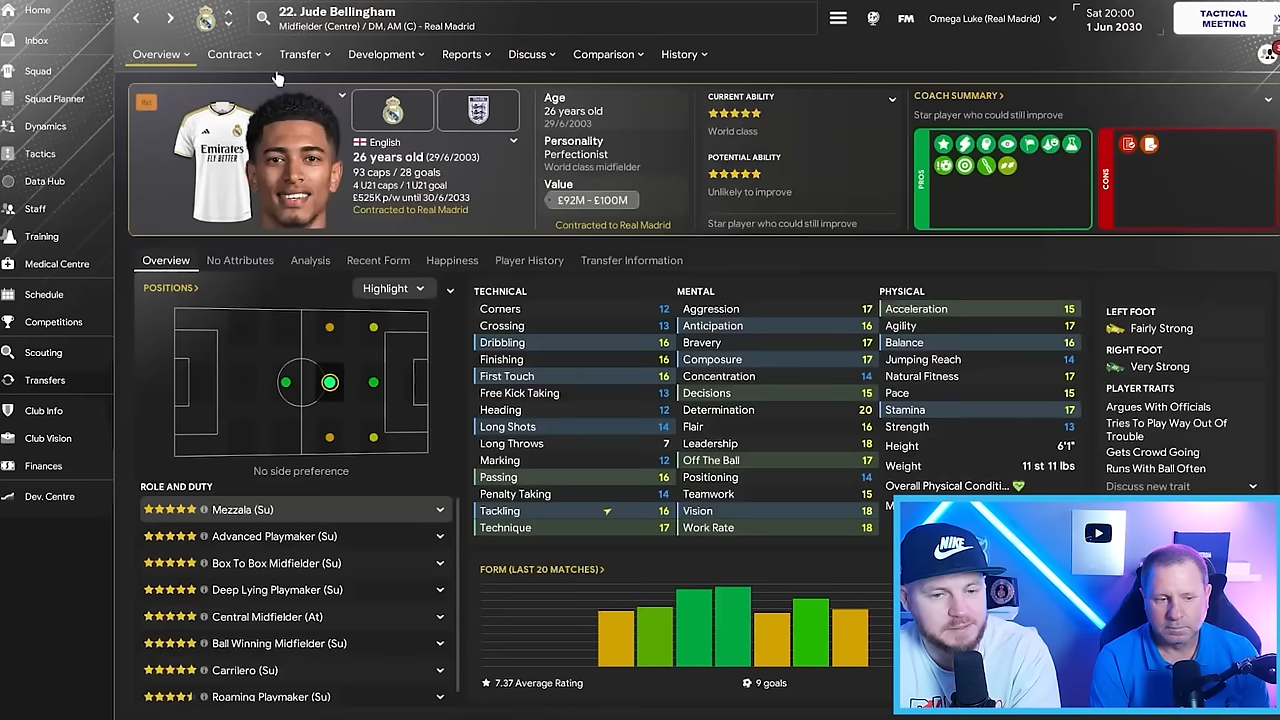 Home
Inbox
Squad
Squad Planner
Dynamics
Tactics
Data Hub
Staff
Training
Medical Centre
Schedule
Competitions
Scouting
Transfers
Club Info
Club Vision
Finances
Dev. Centre
22. Jude Bellingham
Midfielder (Centre) / DM, AM (C) - Real Madrid
FM
Omega Luke (Real Madrid)
Sat 20:00
1 Jun 2030
TACTICAL
MEETING
Overview
Contract
Transfer
Development
Reports
Discuss
Comparison
History
Rst
Emirates
FLY BETTER
English
26 years old (29/6/2003)
93 caps / 28 goals
4 U21 caps / 1 U21 goal
£525K p/w until 30/6/2033
Contracted to Real Madrid
Age
26 years old
29/6/2003
Personality
Perfectionist
World class midfielder
Value
£92M - £100M
Contracted to Real Madrid
CURRENT ABILITY
World class
POTENTIAL ABILITY
Unlikely to improve
Star player who could still improve
COACH SUMMARY >
Star player who could still improve
PROS
CONS
Overview
No Attributes
Analysis
Recent Form
Happiness
Player History
Transfer Information
POSITIONS >
Highlight
No side preference
ROLE AND DUTY
Mezzala (Su)
Advanced Playmaker (Su)
Box To Box Midfielder (Su)
Deep Lying Playmaker (Su)
Central Midfielder (At)
Ball Winning Midfielder (Su)
Carrilero (Su)
Roaming Playmaker (Su)
TECHNICAL
Corners 12
Crossing 13
Dribbling 16
Finishing 16
First Touch 16
Free Kick Taking 13
Heading 12
Long Shots 14
Long Throws 7
Marking 12
Passing 16
Penalty Taking 14
Tackling 16
Technique 17
MENTAL
Aggression 17
Anticipation 16
Bravery 17
Composure 17
Concentration 14
Decisions 15
Determination 20
Flair 16
Leadership 18
Off The Ball 17
Positioning 14
Teamwork 15
Vision 18
Work Rate 18
PHYSICAL
Acceleration 15
Agility 17
Balance 16
Jumping Reach 14
Natural Fitness 17
Pace 15
Stamina 17
Strength 13
Height 6'1"
Weight 11 st 11 lbs
Overall Physical Conditi...
LEFT FOOT
Fairly Strong
RIGHT FOOT
Very Strong
PLAYER TRAITS
Argues With Officials
Tries To Play Way Out Of
Trouble
Gets Crowd Going
Runs With Ball Often
Discuss new trait
FORM (LAST 20 MATCHES) >
7.37 Average Rating
9 goals
NIKE